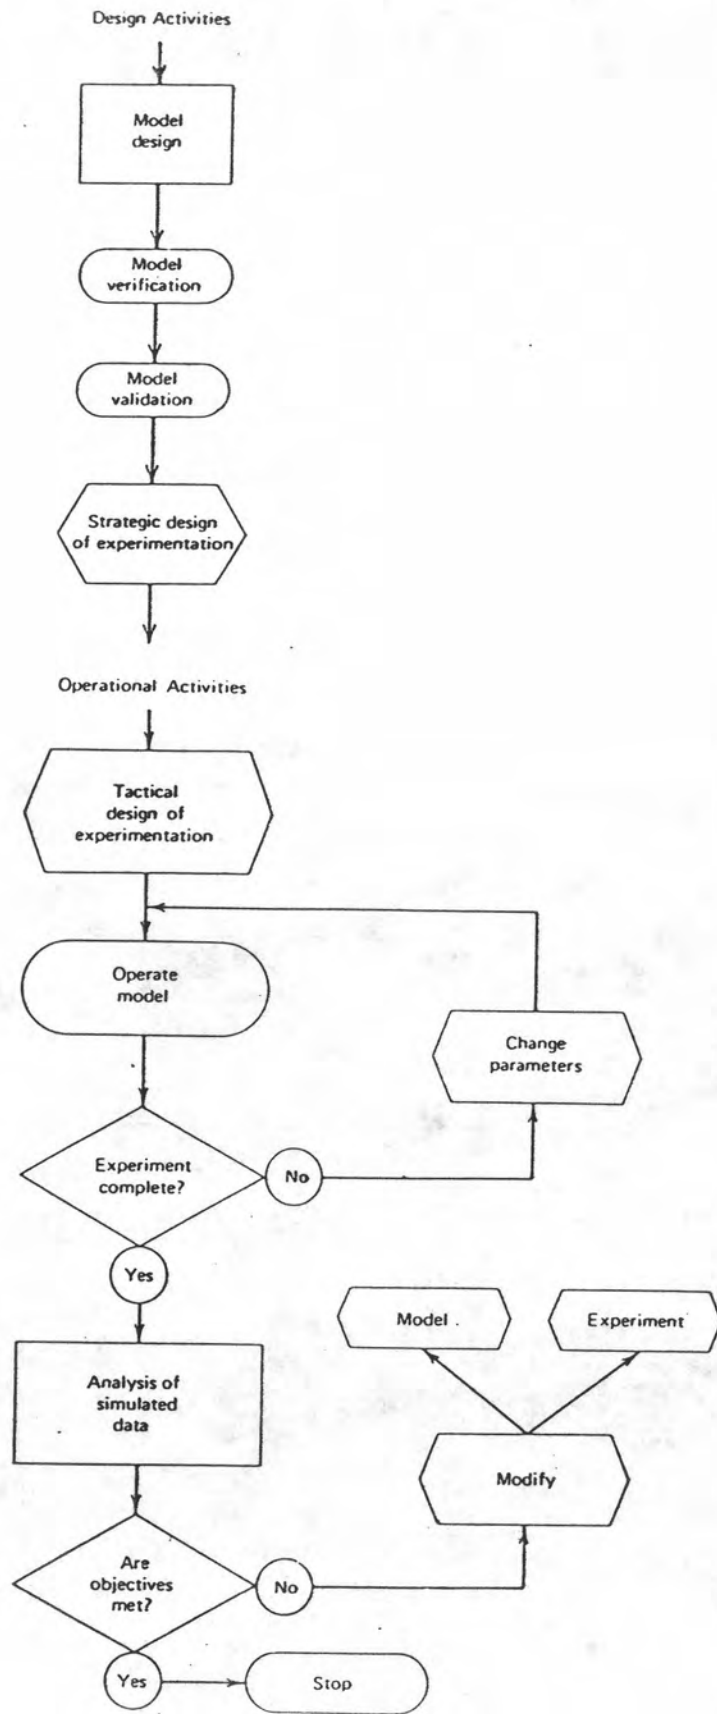 Design Activities
Model
design
Model
verification
Model
validation
Strategic design
of experimentation
Operational Activities
Tactical
design of
experimentation
Operate
model
Change
parameters
Experiment
complete?
No
Yes
Model
Experiment
Analysis of
simulated
data
Modify
Are
objectives
met?
No
Yes
Stop